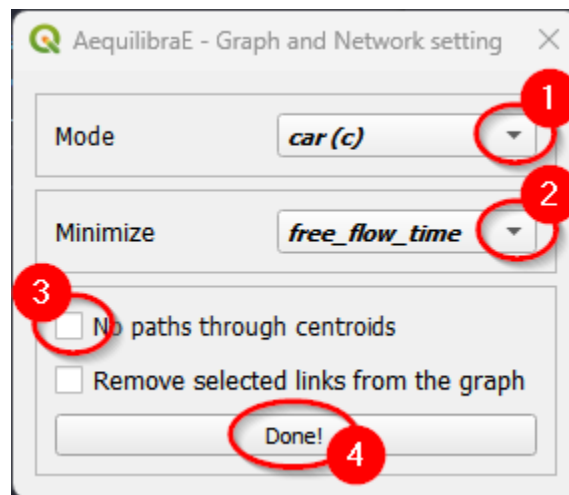 AequilibraE - Graph and Network setting
1
Mode car (c)
2
Minimize free_flow_time
3
No paths through centroids
Remove selected links from the graph
Done!
4